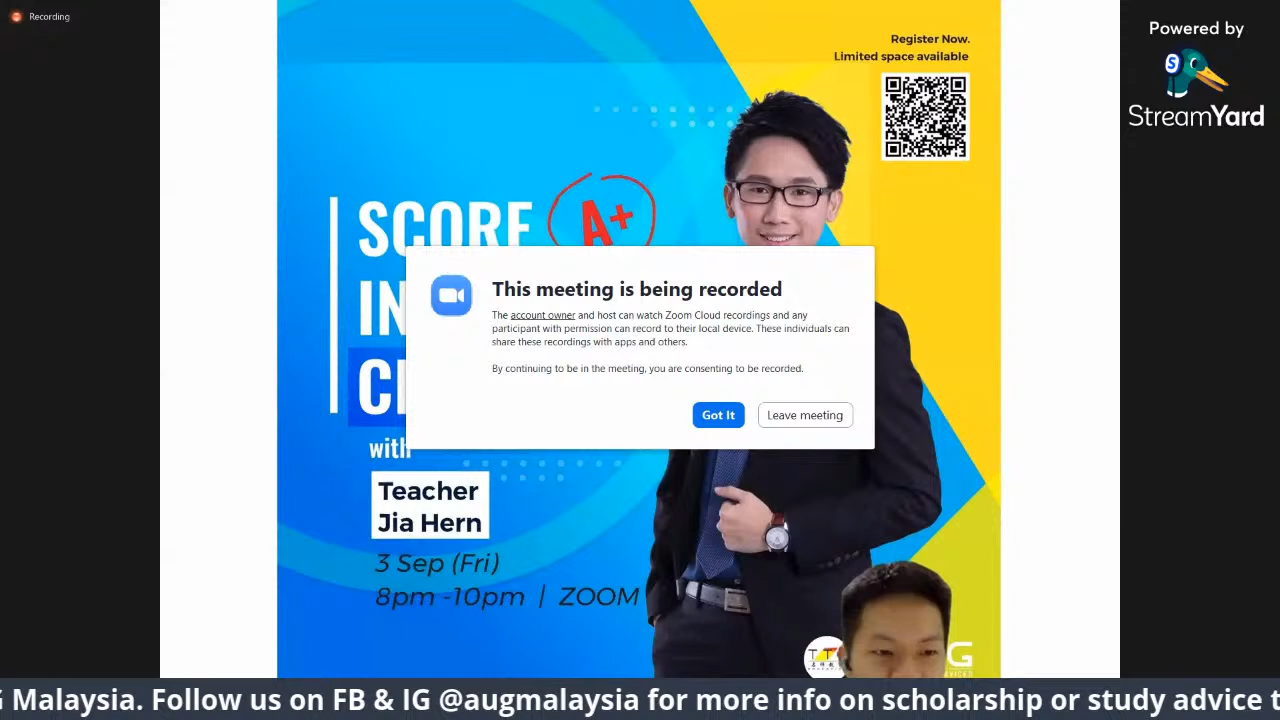 Recording
Powered by
StreamYard
Register Now.
Limited space available
SCORE A+
IN
with
Teacher
Jia Hern
3 Sep (Fri)
8pm -10pm | ZOOM
This meeting is being recorded
The account owner and host can watch Zoom Cloud recordings and any
participant with permission can record to their local device. These individuals can
share these recordings with apps and others.
By continuing to be in the meeting, you are consenting to be recorded.
Got It
Leave meeting
G Malaysia. Follow us on FB & IG @augmalaysia for more info on scholarship or study advice t